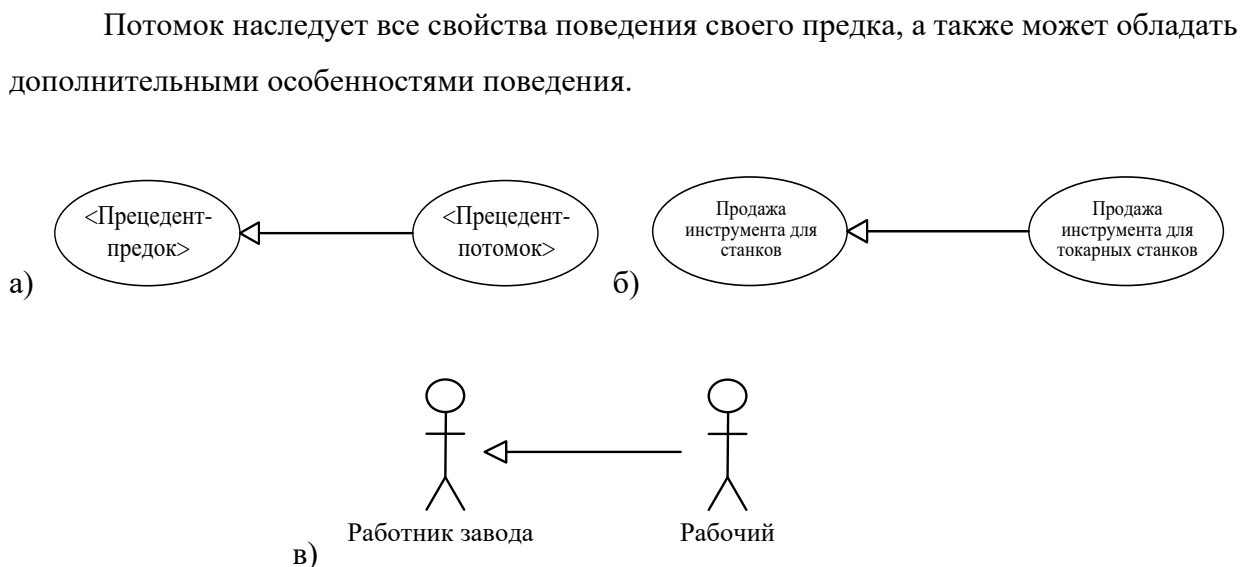 Потомок наследует все свойства поведения своего предка, а также может обладать
дополнительными особенностями поведения.
а)
<Прецедент-
предок>
<Прецедент-
потомок>
б)
Продажа
инструмента для
станков
Продажа
инструмента для
токарных станков
в)
Работник завода
Рабочий